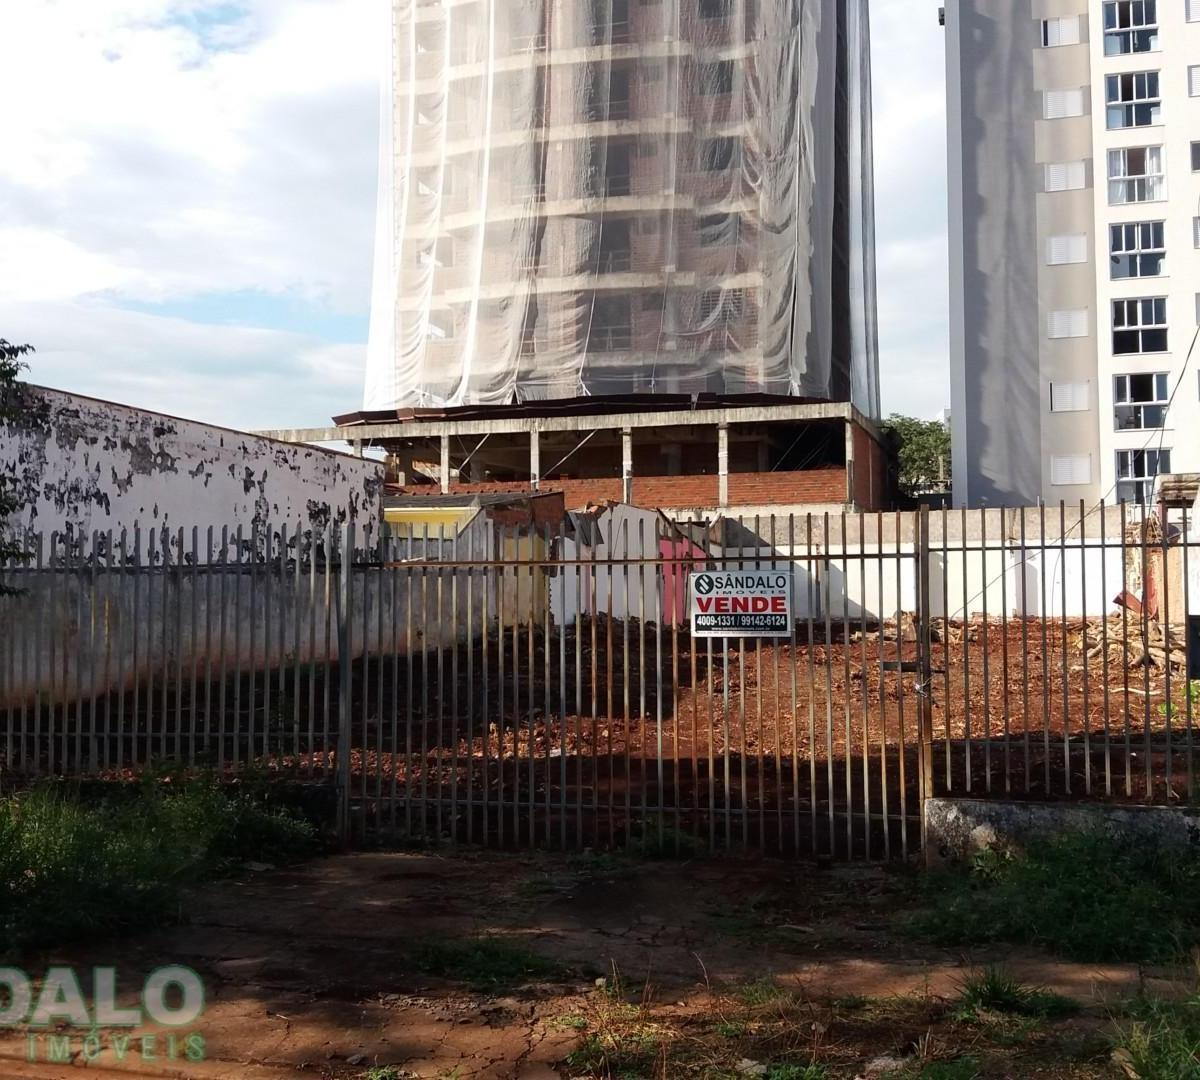 SÂNDALO
IMÓVEIS
VENDE
4009-1331 / 99142-6124
DALO
IMÓVEIS